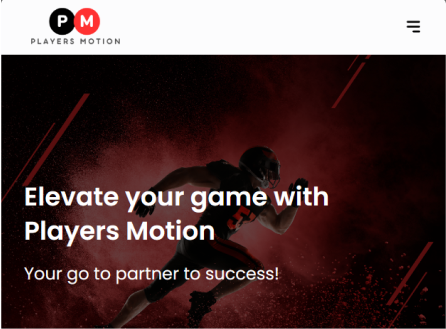 PM
PLAYERS MOTION
Elevate your game with
Players Motion
Your go to partner to success!